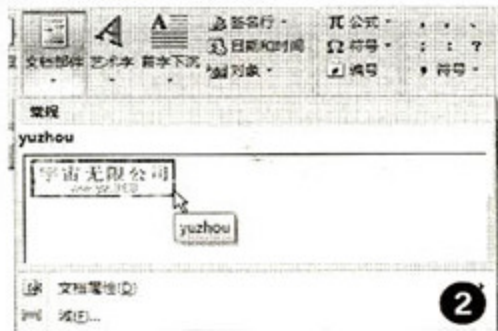 文档部件 艺术字 首字下沉
签名行
日期和时间
对象
π 公式
Ω 符号
编号
， 。 、
； ： ？
， 符号
常规
yuzhou
宇宙无限公司
yuzhou
文档属性(D)
域(F)...
2